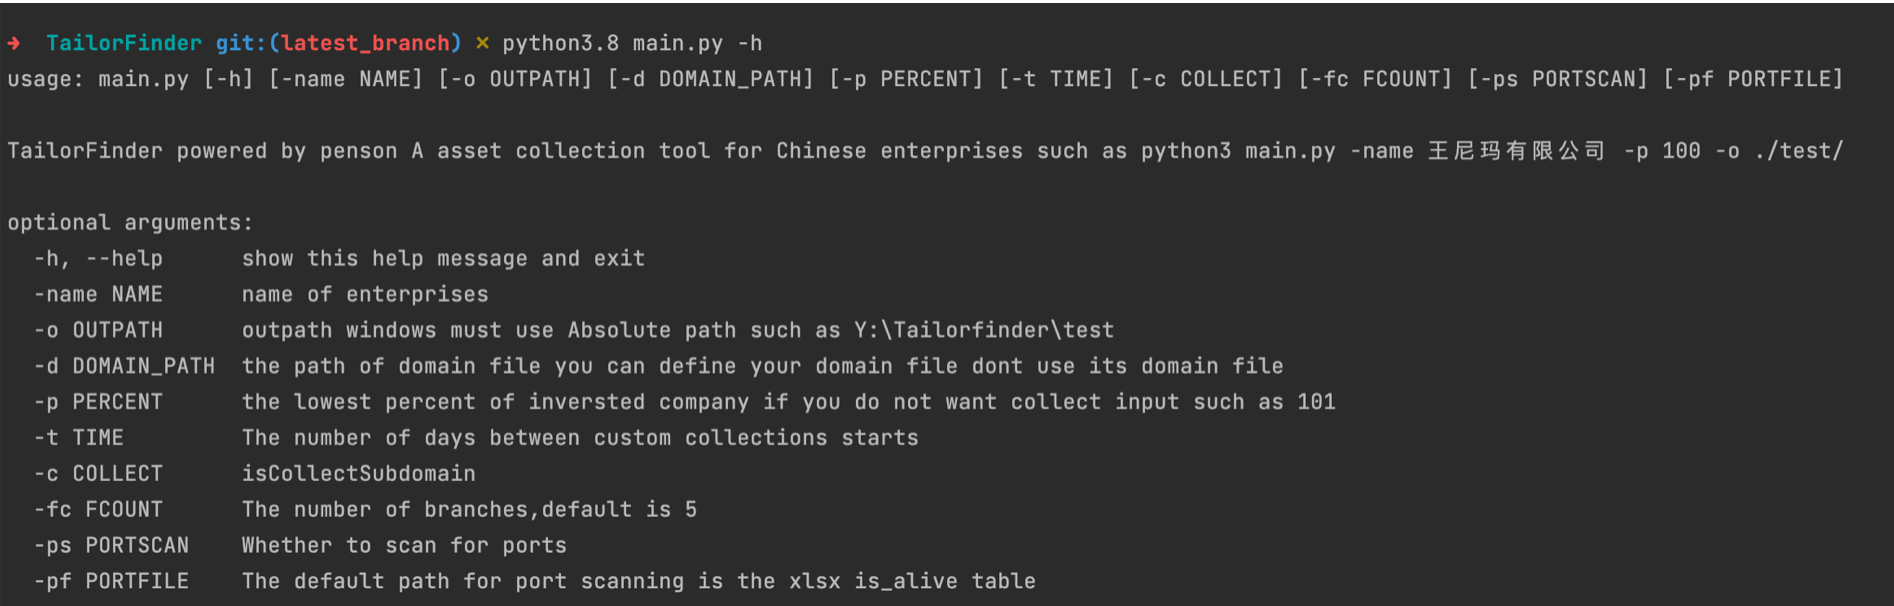 ➜ TailorFinder git:(latest_branch) ✗ python3.8 main.py -h
usage: main.py [-h] [-name NAME] [-o OUTPATH] [-d DOMAIN_PATH] [-p PERCENT] [-t TIME] [-c COLLECT] [-fc FCOUNT] [-ps PORTSCAN] [-pf PORTFILE]
TailorFinder powered by penson A asset collection tool for Chinese enterprises such as python3 main.py -name 王尼玛有限公司 -p 100 -o ./test/
optional arguments:
-h, --help show this help message and exit
-name NAME name of enterprises
-o OUTPATH outpath windows must use Absolute path such as Y:\Tailorfinder\test
-d DOMAIN_PATH the path of domain file you can define your domain file dont use its domain file
-p PERCENT the lowest percent of inversted company if you do not want collect input such as 101
-t TIME The number of days between custom collections starts
-c COLLECT isCollectSubdomain
-fc FCOUNT The number of branches,default is 5
-ps PORTSCAN Whether to scan for ports
-pf PORTFILE The default path for port scanning is the xlsx is_alive table